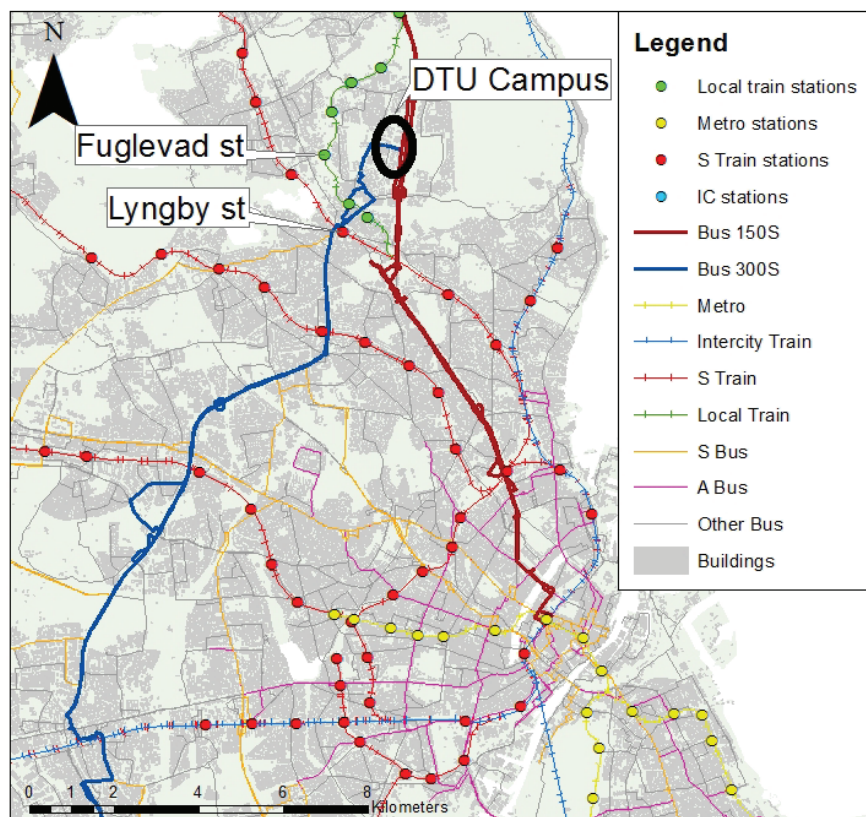 N
DTU Campus
Fuglevad st
Lyngby st
Legend
Local train stations
Metro stations
S Train stations
IC stations
Bus 150S
Bus 300S
Metro
Intercity Train
S Train
Local Train
S Bus
A Bus
Other Bus
Buildings
0 1 2 4 6 8
Kilometers